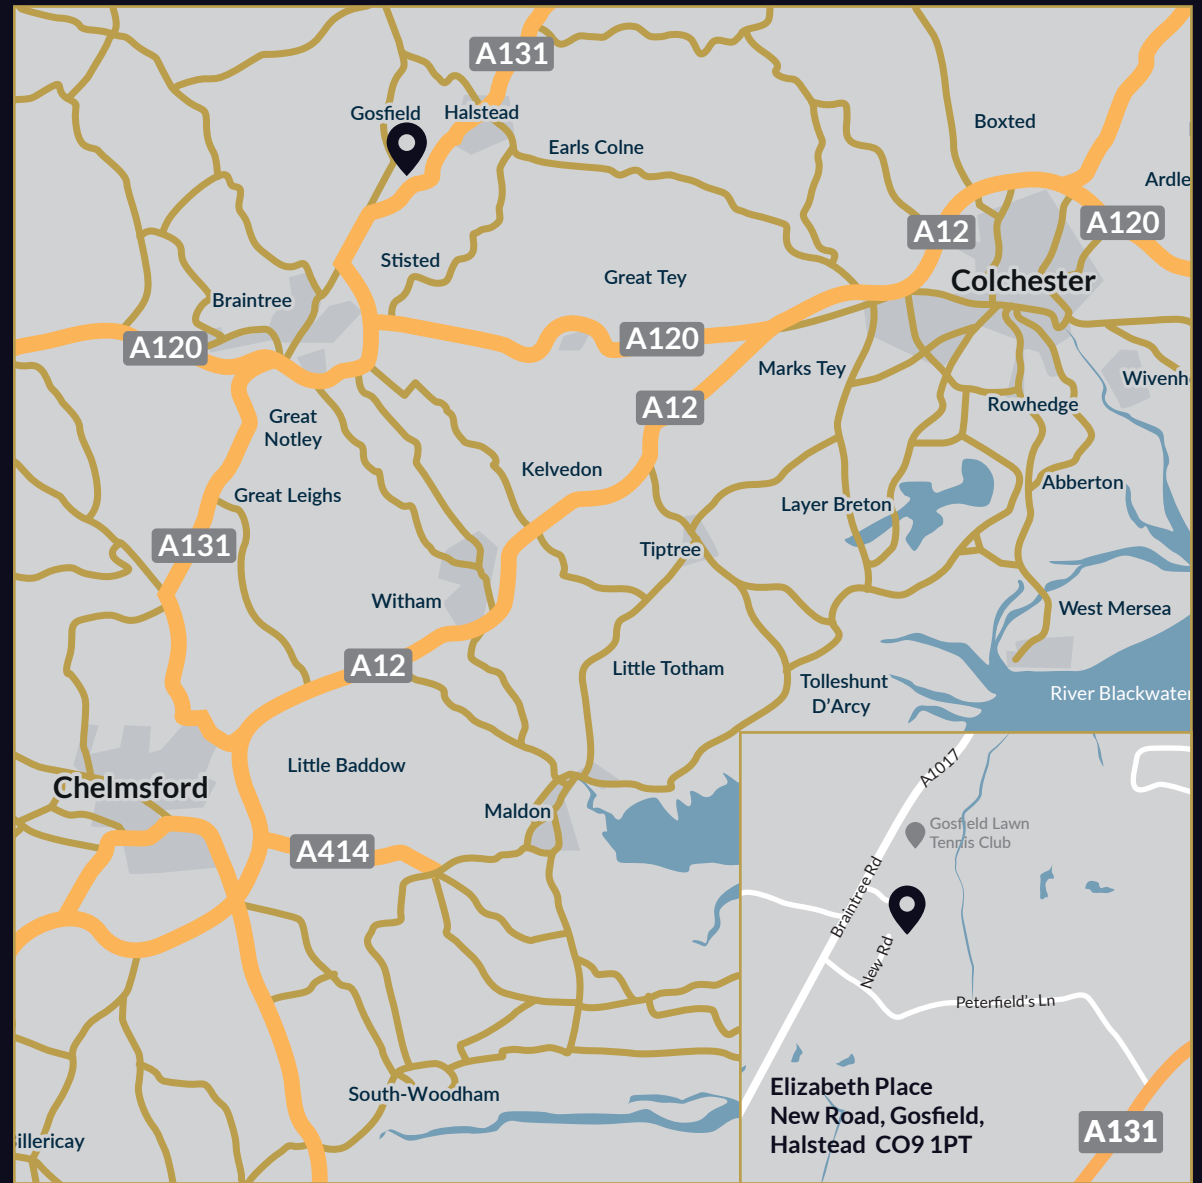 A131
Gosfield
Halstead
Boxted
Earls Colne
Ardle
A12
A120
Stisted
Great Tey
Colchester
Braintree
A120
A120
Marks Tey
Wivenh
A12
Rowhedge
Great
Notley
Kelvedon
Abberton
Great Leighs
Layer Breton
A131
Tiptree
Witham
West Mersea
A12
Little Totham
Tolleshunt
D'Arcy
River Blackwater
Little Baddow
Chelmsford
Maldon
A414
South-Woodham
illericay
A1017
Gosfield Lawn
Tennis Club
Braintree Rd
New Rd
Peterfield's Ln
Elizabeth Place
New Road, Gosfield,
Halstead CO9 1PT
A131